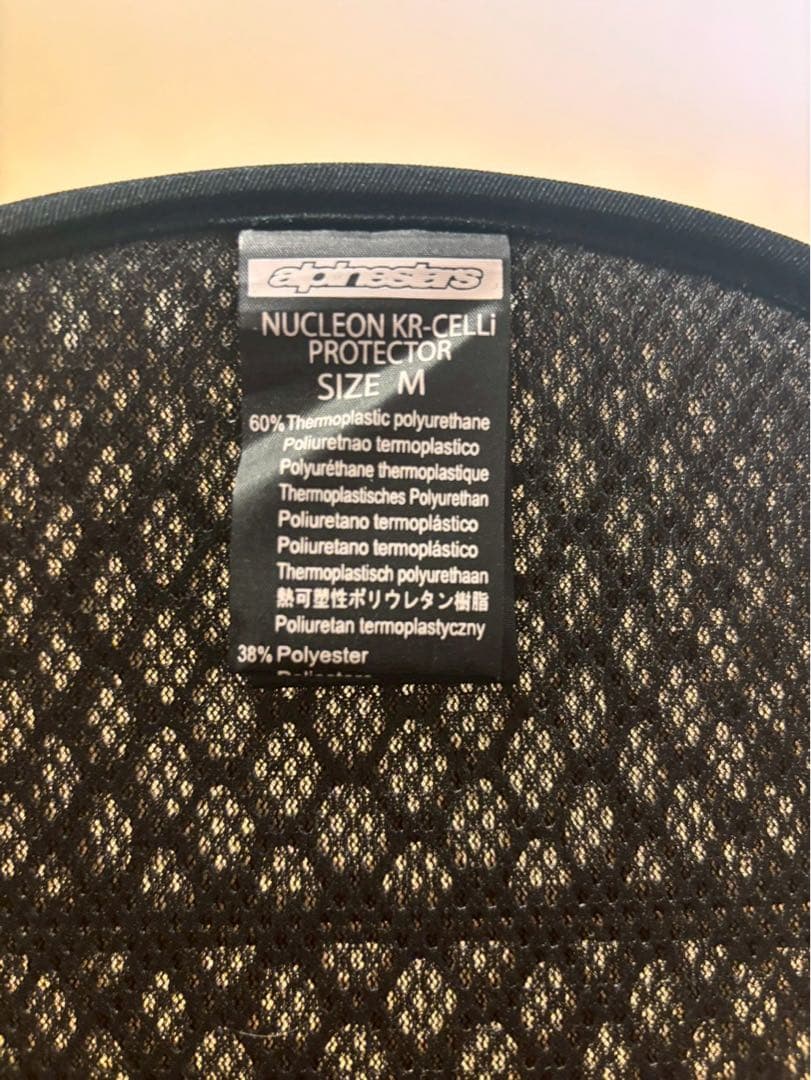 alpinestars
NUCLEON KR-CELLi
PROTECTOR
SIZE M
60% Thermoplastic polyurethane
Poliuretnao termoplastico
Polyuréthane thermoplastique
Thermoplastisches Polyurethan
Poliuretano termoplástico
Poliuretano termoplástico
Thermoplastisch polyurethaan
熱可塑性ポリウレタン樹脂
Poliuretan termoplastyczny
38% Polyester